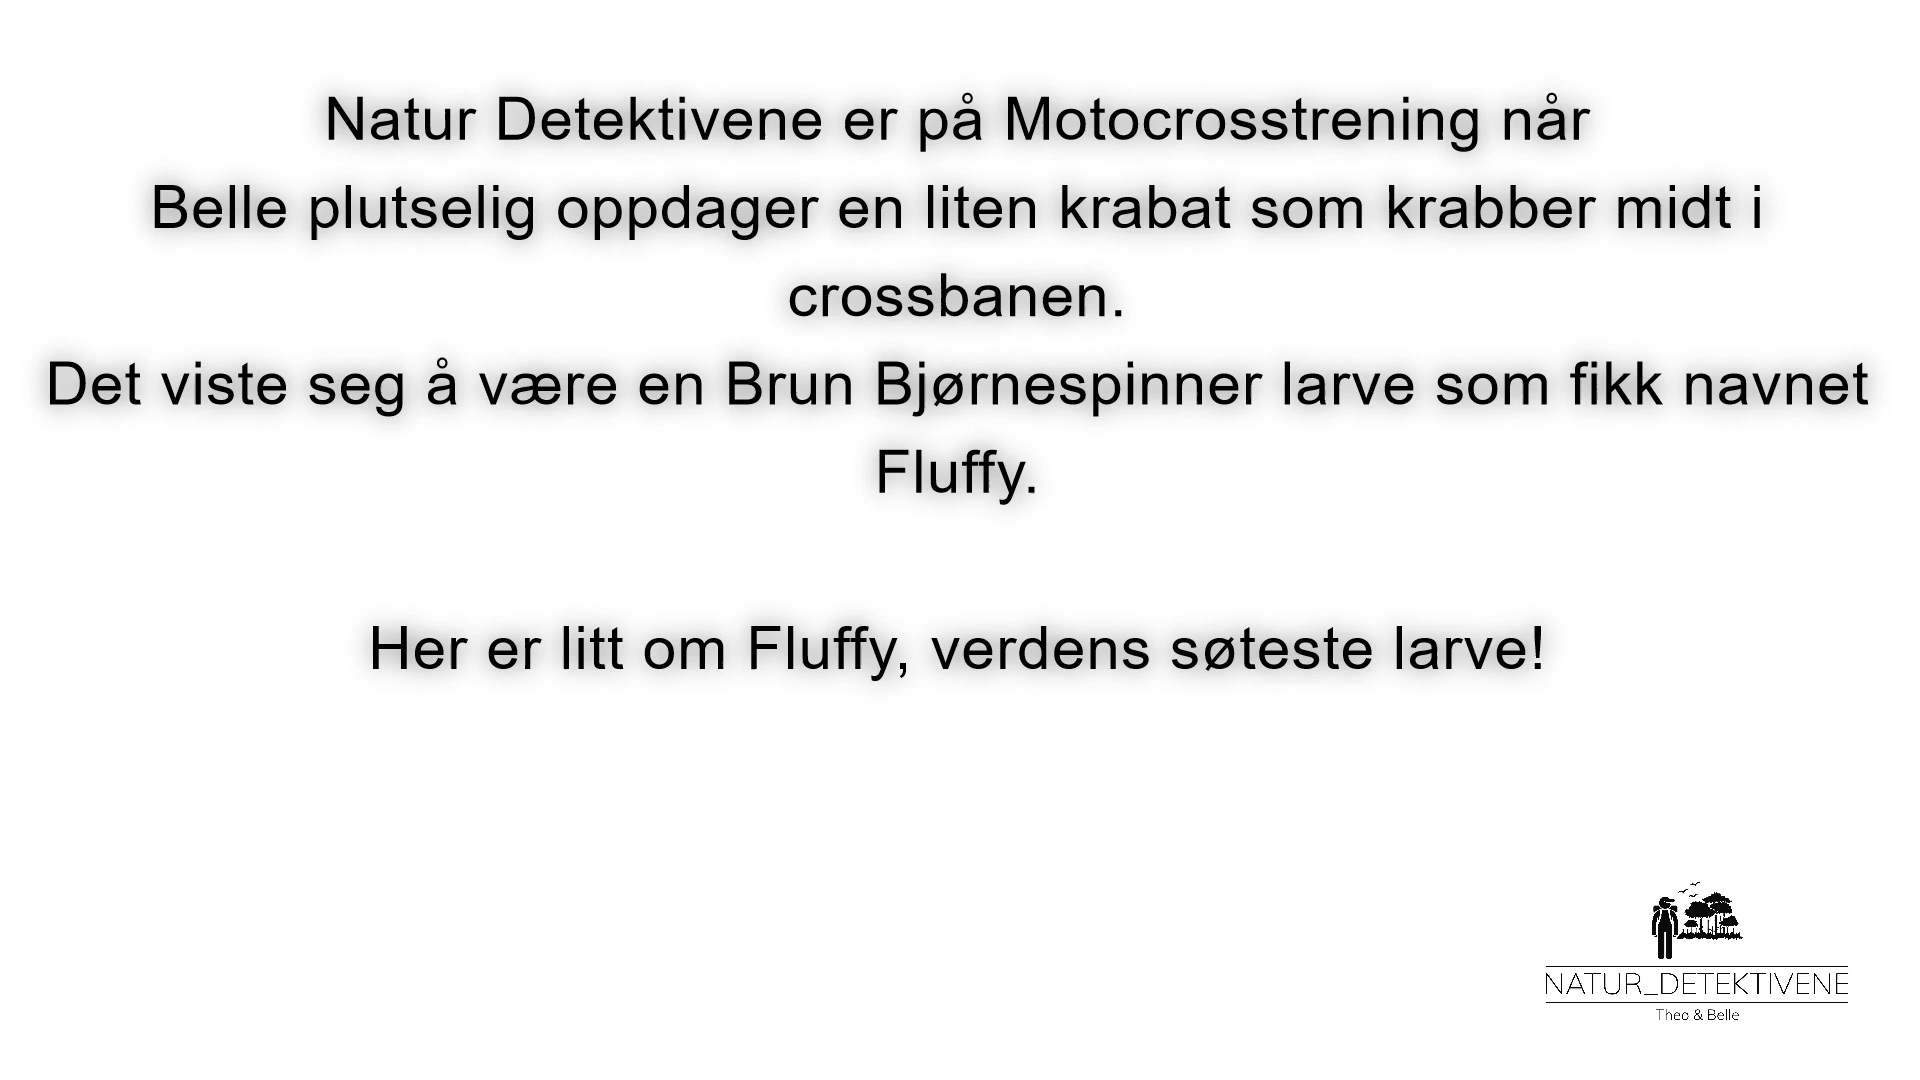 Natur Detektivene er på Motocrosstrening når
Belle plutselig oppdager en liten krabat som krabber midt i
crossbanen.
Det viste seg å være en Brun Bjørnespinner larve som fikk navnet
Fluffy.
Her er litt om Fluffy, verdens søteste larve!
NATUR_DETEKTIVENE
Theo & Belle